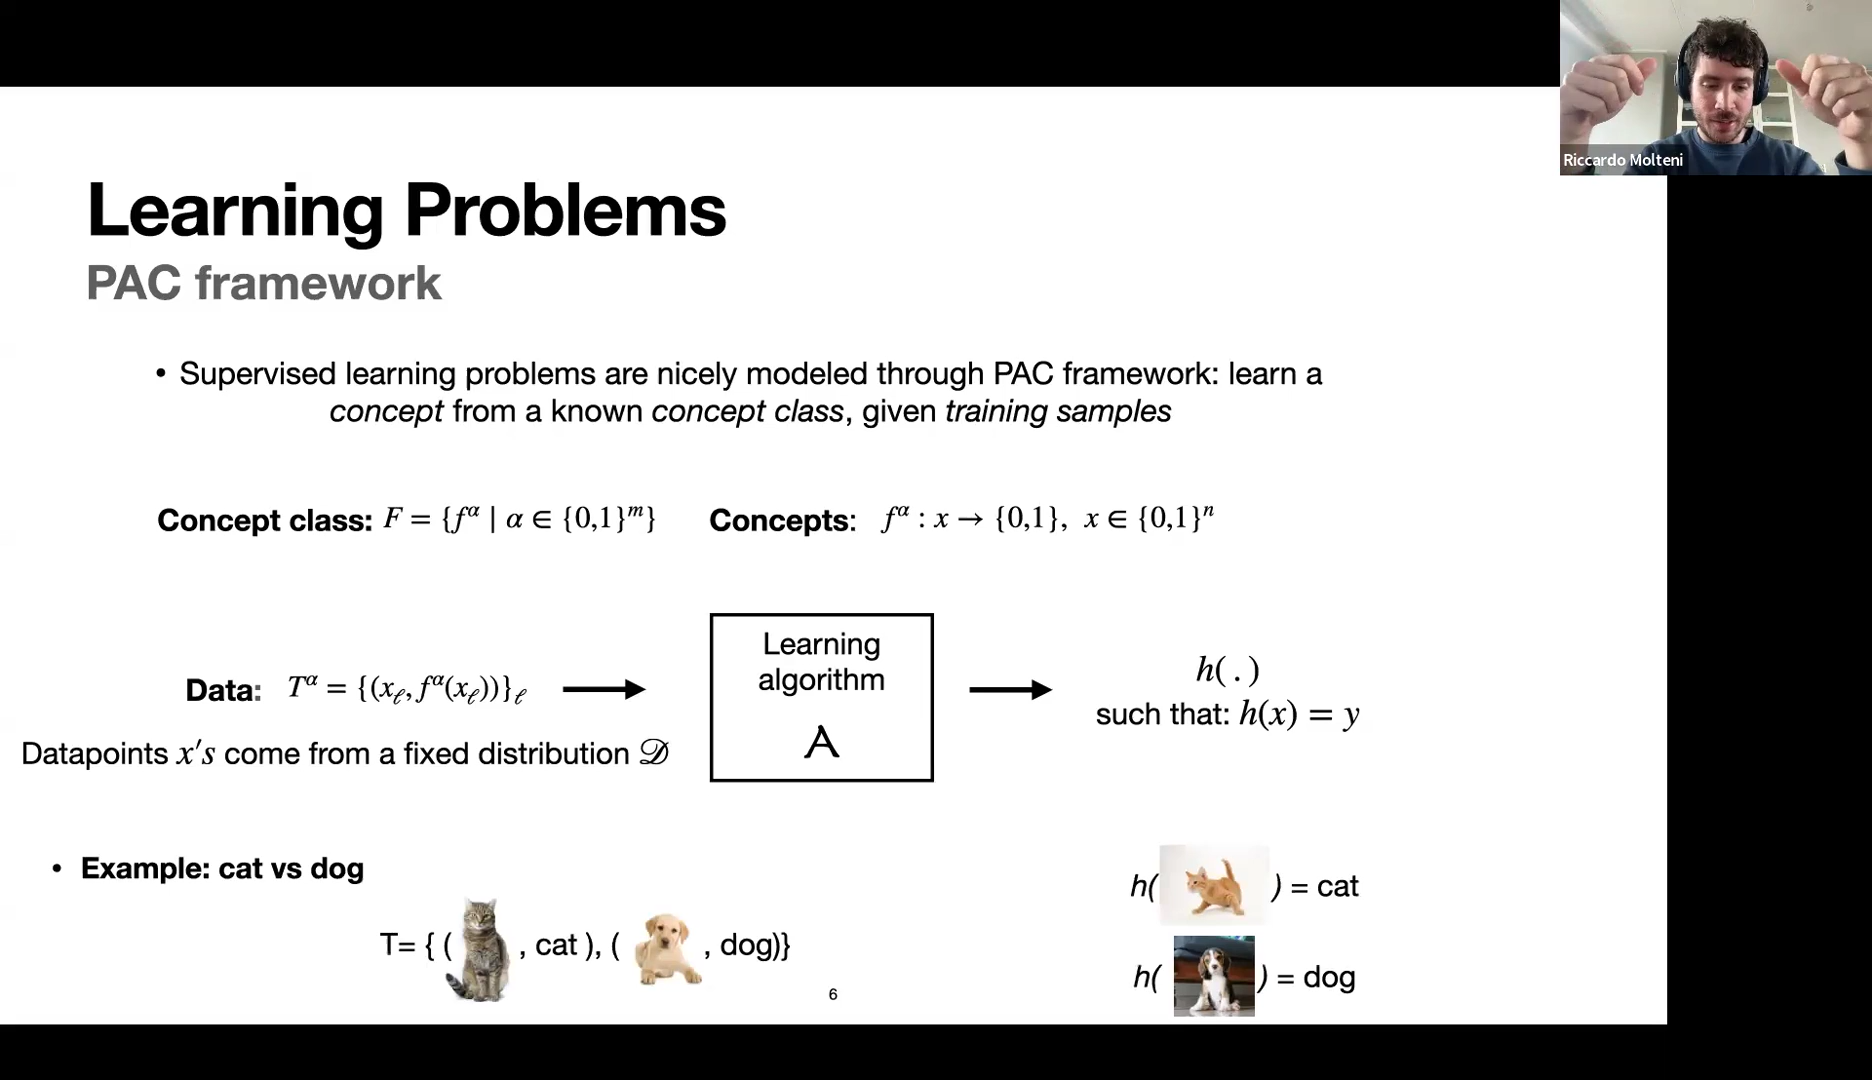 Riccardo Molteni
Learning Problems
PAC framework
• Supervised learning problems are nicely modeled through PAC framework: learn a
concept from a known concept class, given training samples
Concept class: F = {f^α | α ∈ {0,1}^m} Concepts: f^α : x → {0,1}, x ∈ {0,1}^n
Learning
algorithm
A
Data: T^α = {(x_ℓ, f^α(x_ℓ))}_ℓ
Datapoints x's come from a fixed distribution 𝒟
h( . )
such that: h(x) = y
• Example: cat vs dog
T= { ( , cat ), ( , dog)}
h( ) = cat
h( ) = dog
6